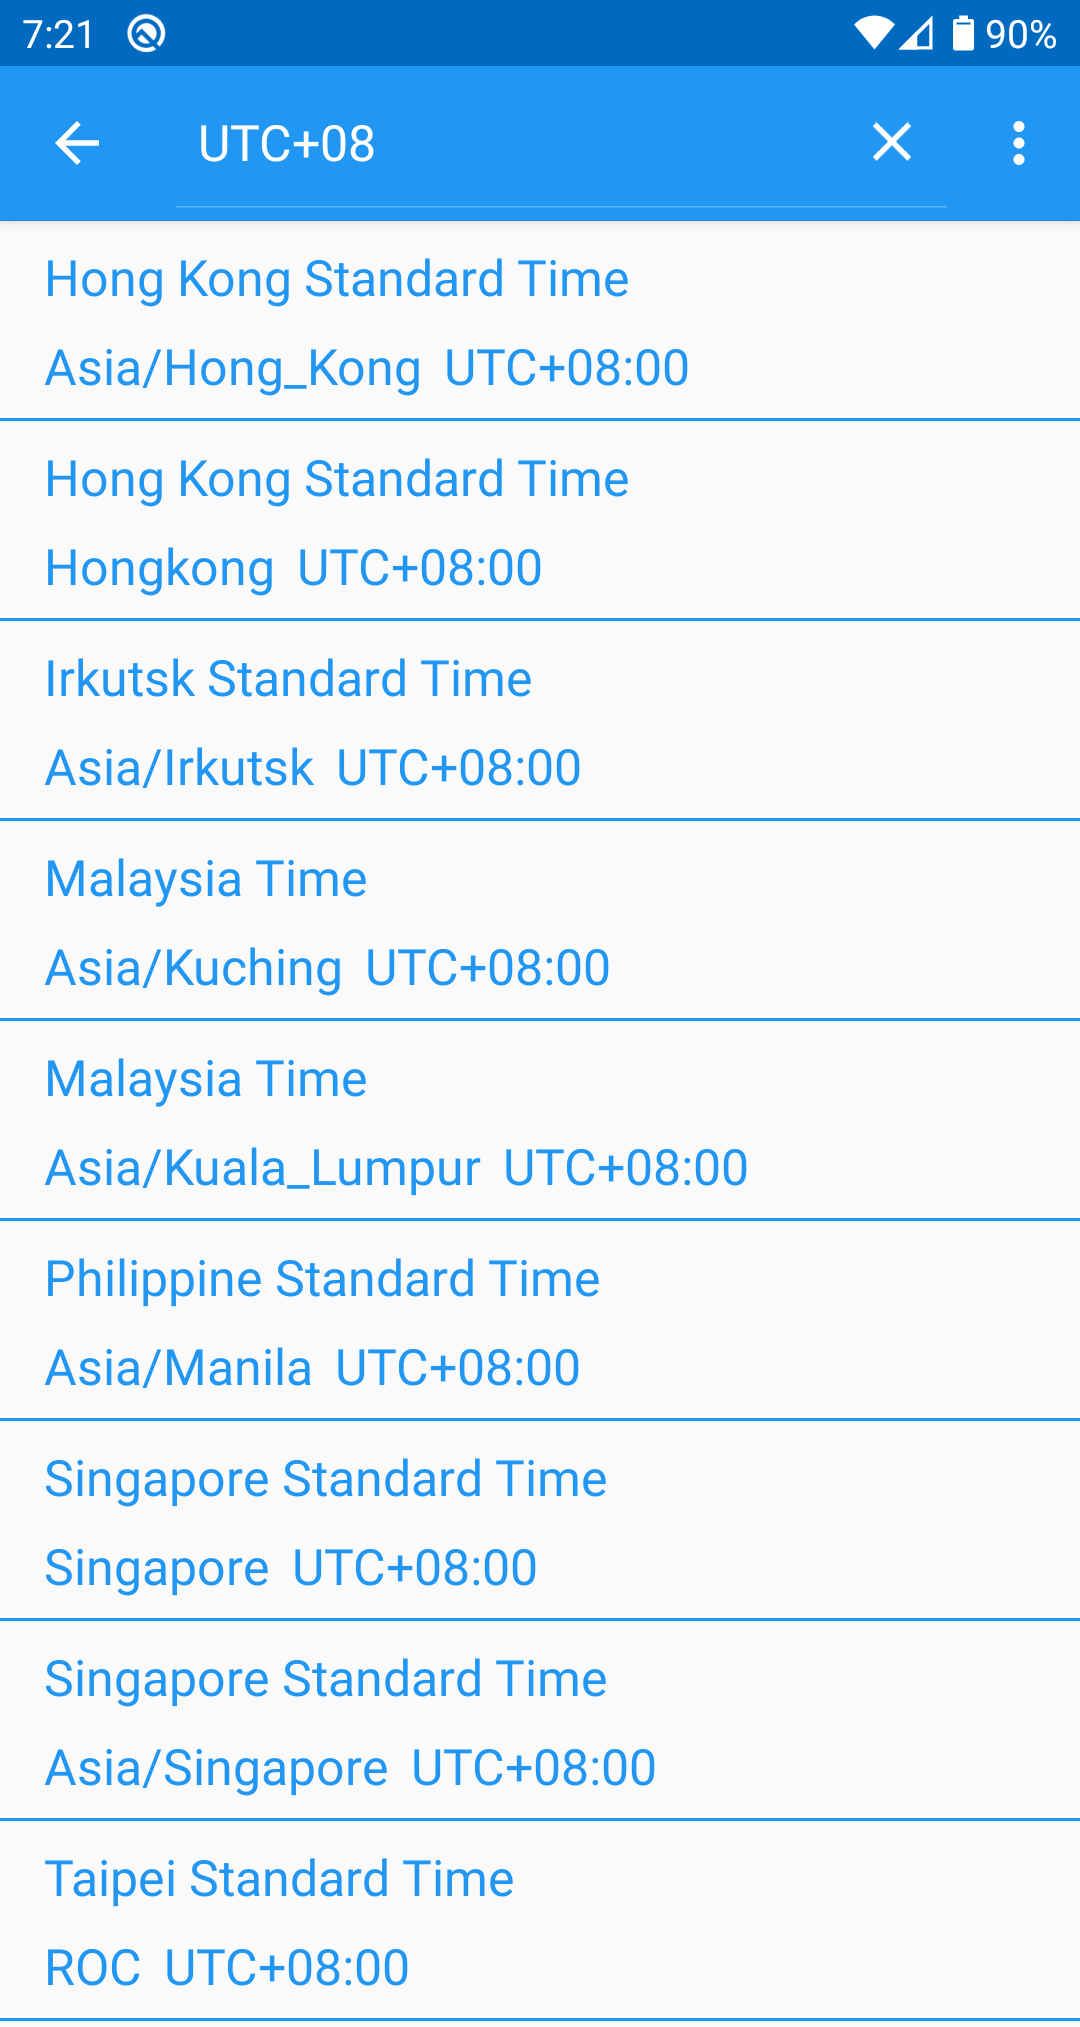 7:21 90%
UTC+08
Hong Kong Standard Time
Asia/Hong_Kong UTC+08:00
Hong Kong Standard Time
Hongkong UTC+08:00
Irkutsk Standard Time
Asia/Irkutsk UTC+08:00
Malaysia Time
Asia/Kuching UTC+08:00
Malaysia Time
Asia/Kuala_Lumpur UTC+08:00
Philippine Standard Time
Asia/Manila UTC+08:00
Singapore Standard Time
Singapore UTC+08:00
Singapore Standard Time
Asia/Singapore UTC+08:00
Taipei Standard Time
ROC UTC+08:00